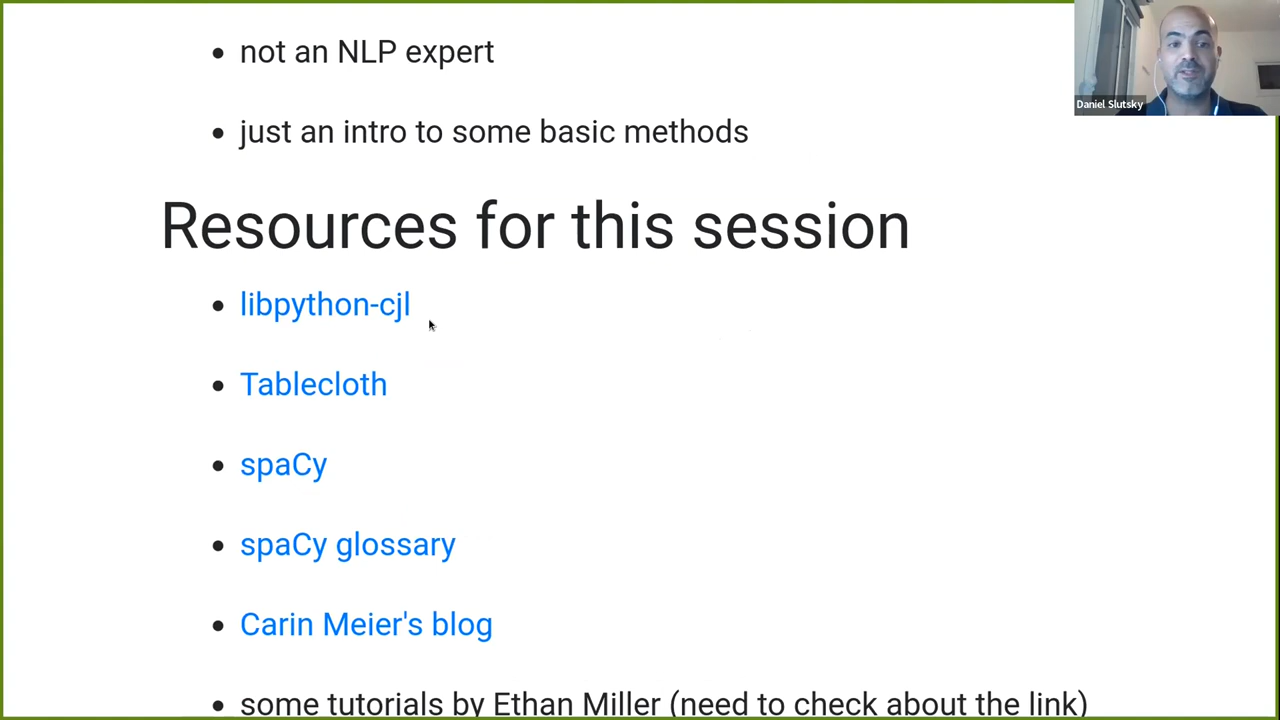 not an NLP expert
just an intro to some basic methods
Resources for this session
libpython-cjl
Tablecloth
spaCy
spaCy glossary
Carin Meier's blog
some tutorials by Ethan Miller (need to check about the link)
Daniel Slutsky